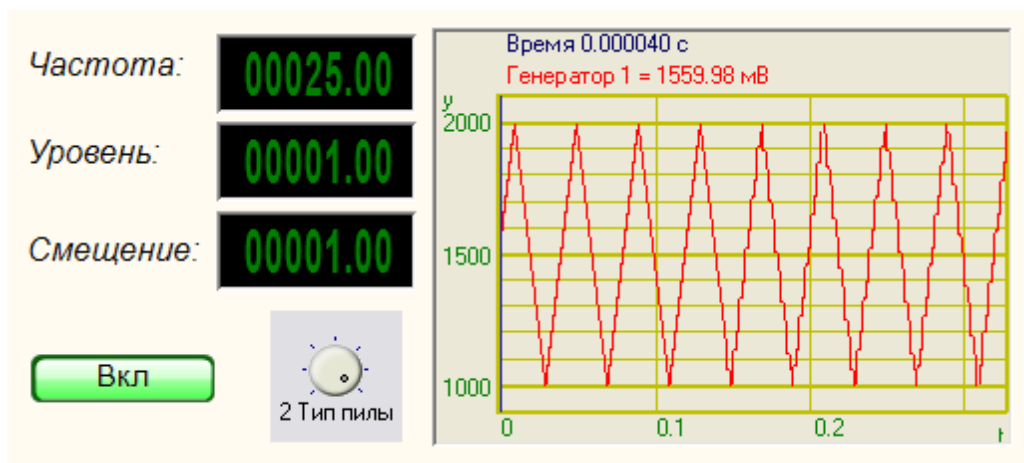 Частота:
00025.00
Уровень:
00001.00
Смещение:
00001.00
Вкл
2 Тип пилы
Время 0.000040 с
Генератор 1 = 1559.98 мВ
y
2000
1500
1000
0 0.1 0.2 t